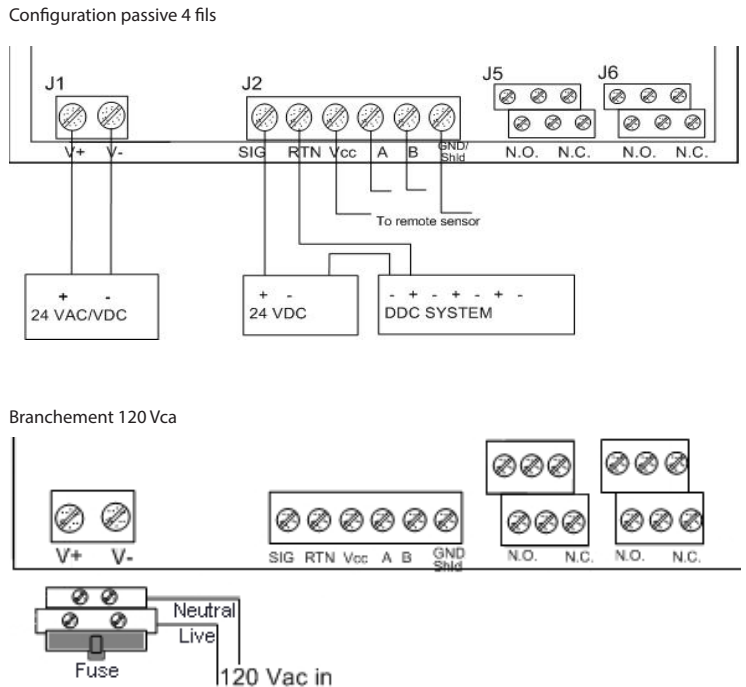 Configuration passive 4 fils
J1 J2 J5 J6
V+ V- SIG RTN Vcc A B GND/ Shld N.O. N.C. N.O. N.C.
To remote sensor
+ - + - - + - + - + -
24 VAC/VDC 24 VDC DDC SYSTEM
Branchement 120 Vca
V+ V- SIG RTN Vcc A B GND Shld N.O. N.C. N.O. N.C.
Neutral
Live
Fuse
120 Vac in